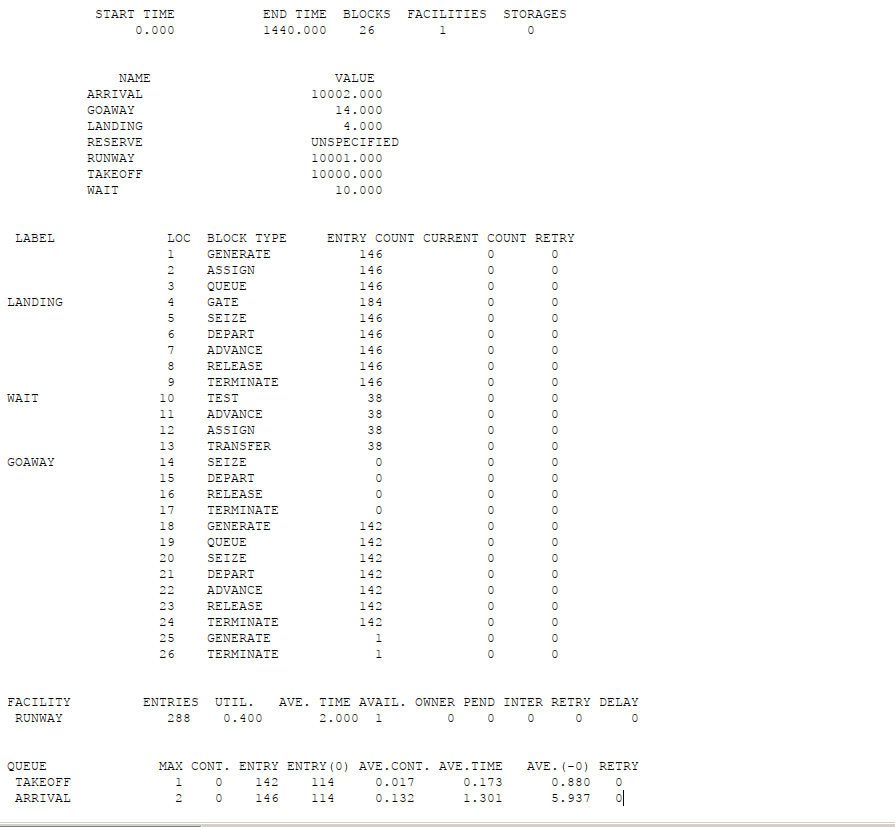 START TIME END TIME BLOCKS FACILITIES STORAGES
0.000 1440.000 26 1 0
NAME VALUE
ARRIVAL 10002.000
GOAWAY 14.000
LANDING 4.000
RESERVE UNSPECIFIED
RUNWAY 10001.000
TAKEOFF 10000.000
WAIT 10.000
LABEL LOC BLOCK TYPE ENTRY COUNT CURRENT COUNT RETRY
1 GENERATE 146 0 0
2 ASSIGN 146 0 0
3 QUEUE 146 0 0
LANDING 4 GATE 184 0 0
5 SEIZE 146 0 0
6 DEPART 146 0 0
7 ADVANCE 146 0 0
8 RELEASE 146 0 0
9 TERMINATE 146 0 0
WAIT 10 TEST 38 0 0
11 ADVANCE 38 0 0
12 ASSIGN 38 0 0
13 TRANSFER 38 0 0
GOAWAY 14 SEIZE 0 0 0
15 DEPART 0 0 0
16 RELEASE 0 0 0
17 TERMINATE 0 0 0
18 GENERATE 142 0 0
19 QUEUE 142 0 0
20 SEIZE 142 0 0
21 DEPART 142 0 0
22 ADVANCE 142 0 0
23 RELEASE 142 0 0
24 TERMINATE 142 0 0
25 GENERATE 1 0 0
26 TERMINATE 1 0 0
FACILITY ENTRIES UTIL. AVE. TIME AVAIL. OWNER PEND INTER RETRY DELAY
RUNWAY 288 0.400 2.000 1 0 0 0 0 0
QUEUE MAX CONT. ENTRY ENTRY(0) AVE.CONT. AVE.TIME AVE.(-0) RETRY
TAKEOFF 1 0 142 114 0.017 0.173 0.880 0
ARRIVAL 2 0 146 114 0.132 1.301 5.937 0